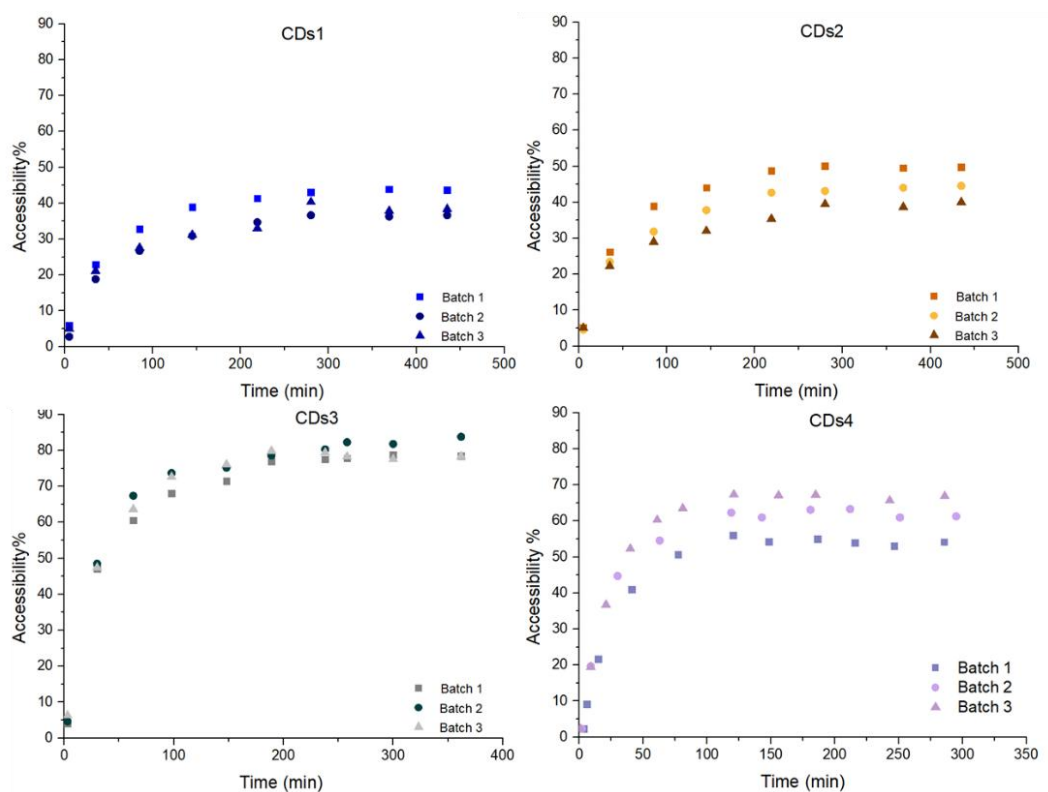 CDs1
Accessibility%
90
80
70
60
50
40
30
20
10
0
0 100 200 300 400 500
Time (min)
Batch 1
Batch 2
Batch 3
CDs2
Accessibility%
90
80
70
60
50
40
30
20
10
0
0 100 200 300 400 500
Time (min)
Batch 1
Batch 2
Batch 3
CDs3
Accessibility%
90
80
70
60
50
40
30
20
10
0
0 100 200 300 400
Time (min)
Batch 1
Batch 2
Batch 3
CDs4
Accessibility %
90
80
70
60
50
40
30
20
10
0
0 50 100 150 200 250 300 350
Time (min)
Batch 1
Batch 2
Batch 3